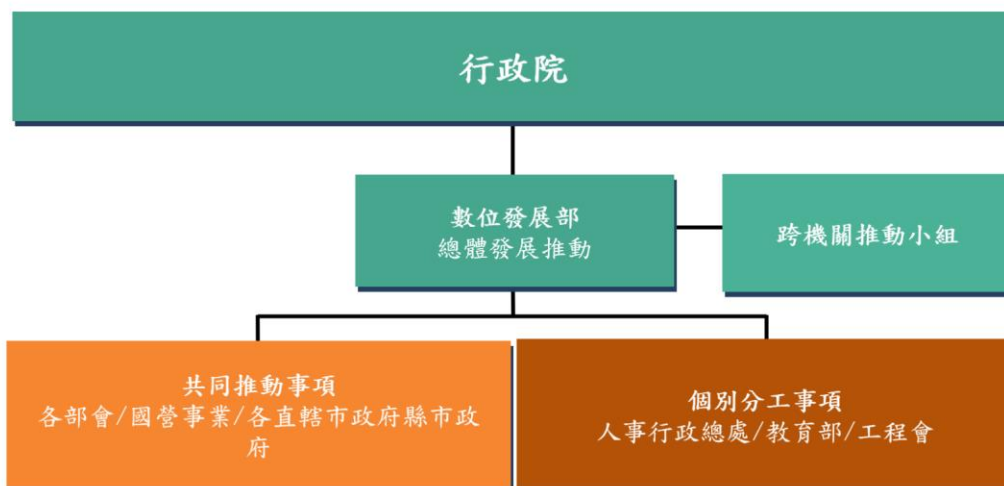 行政院
數位發展部
總體發展推動
跨機關推動小組
共同推動事項
各部會/國營事業/各直轄市政府縣市政
府
個別分工事項
人事行政總處/教育部/工程會